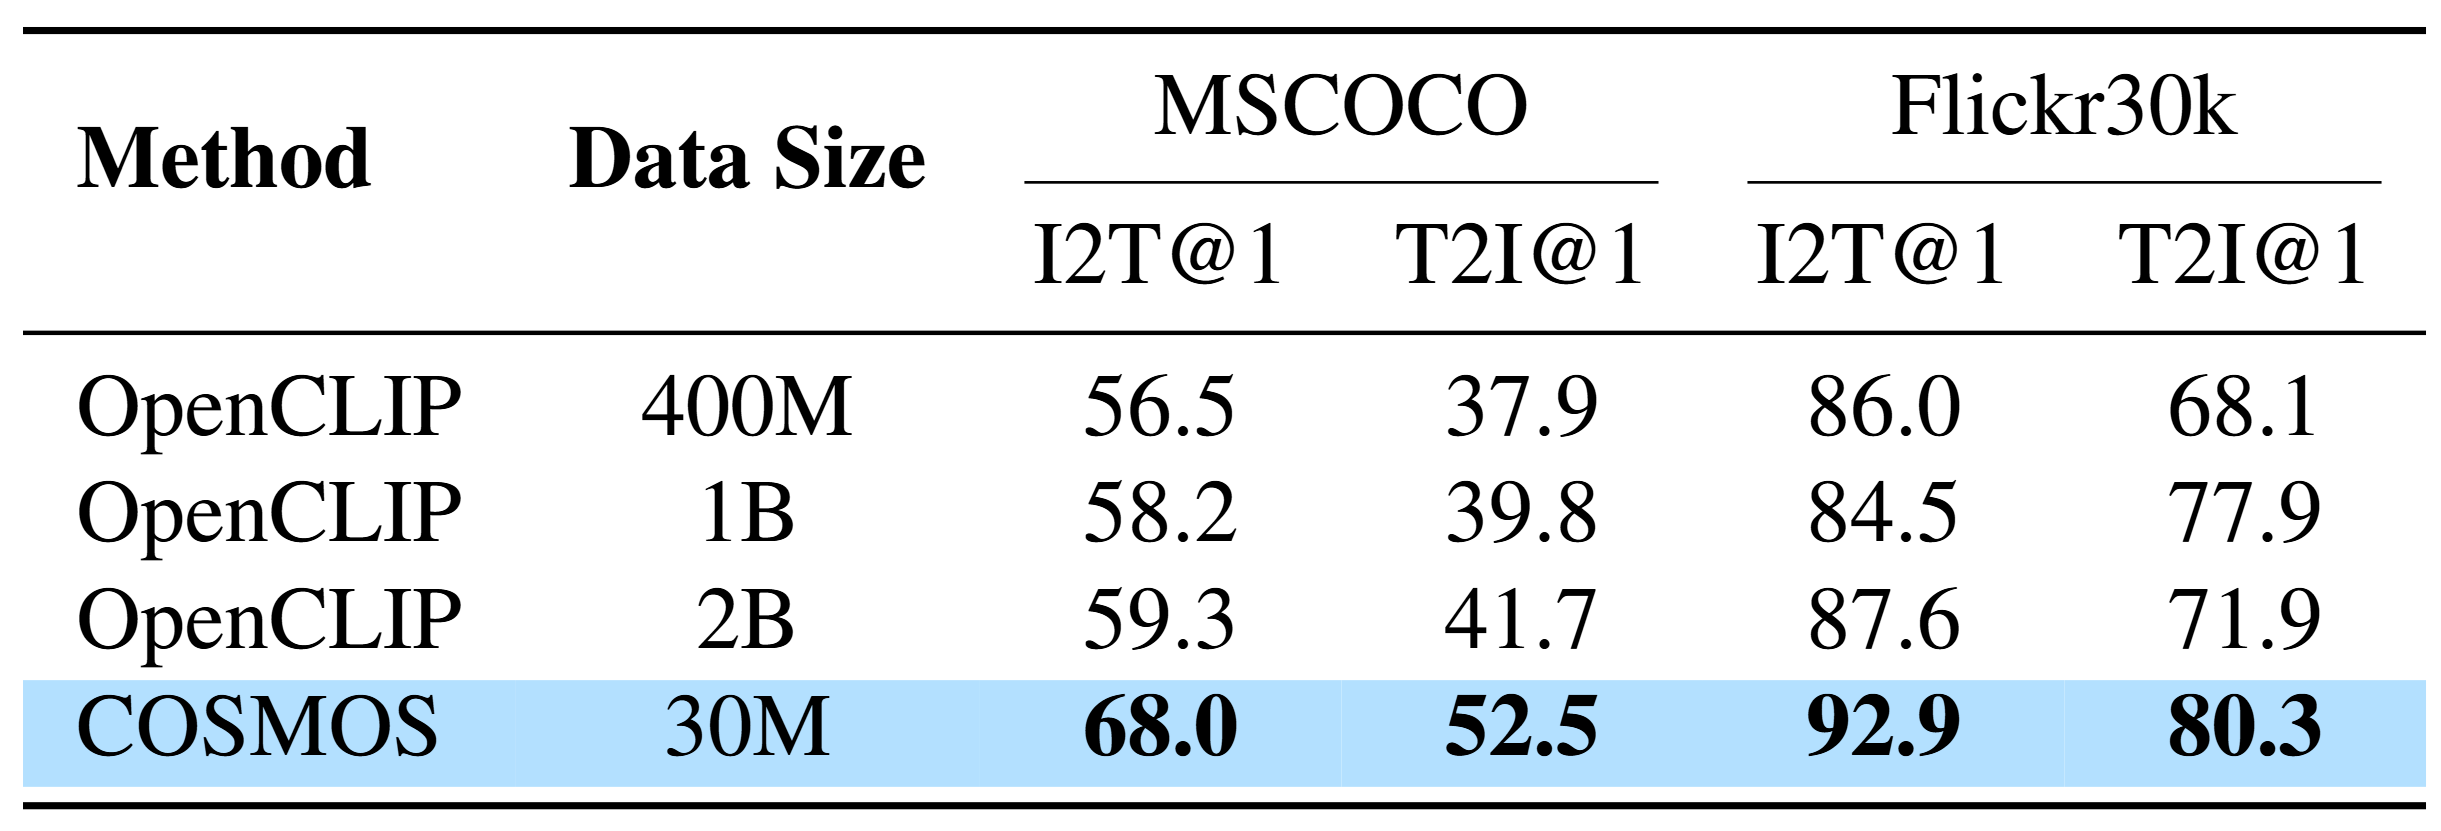 MSCOCO Flickr30k
Method Data Size
I2T@1 T2I@1 I2T@1 T2I@1
OpenCLIP 400M 56.5 37.9 86.0 68.1
OpenCLIP 1B 58.2 39.8 84.5 77.9
OpenCLIP 2B 59.3 41.7 87.6 71.9
COSMOS 30M 68.0 52.5 92.9 80.3